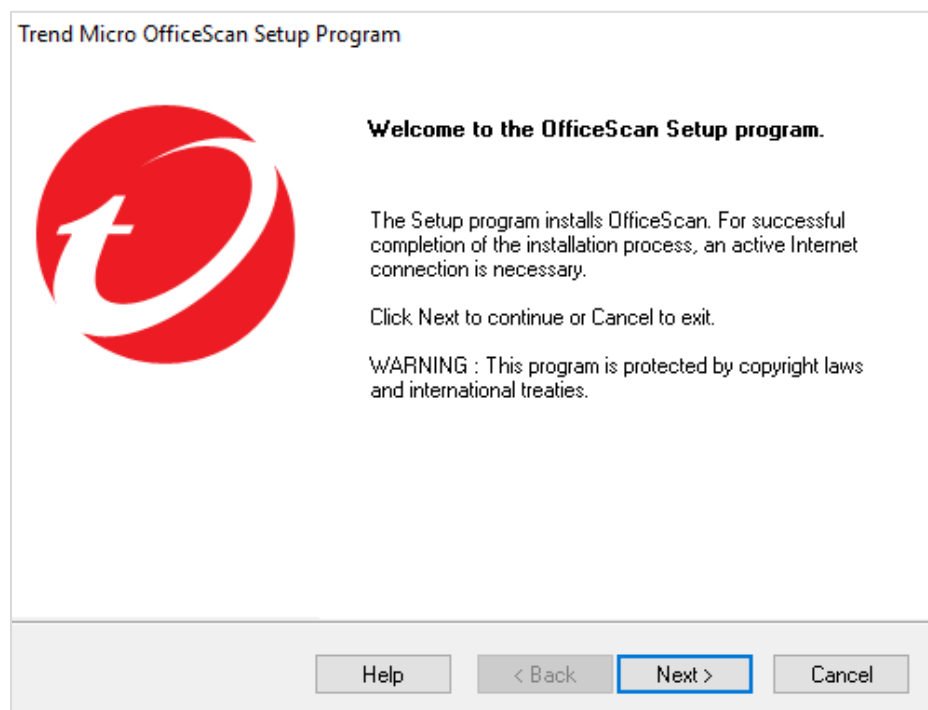 Trend Micro OfficeScan Setup Program
Welcome to the OfficeScan Setup program.
The Setup program installs OfficeScan. For successful
completion of the installation process, an active Internet
connection is necessary.
Click Next to continue or Cancel to exit.
WARNING : This program is protected by copyright laws
and international treaties.
Help
< Back
Next >
Cancel